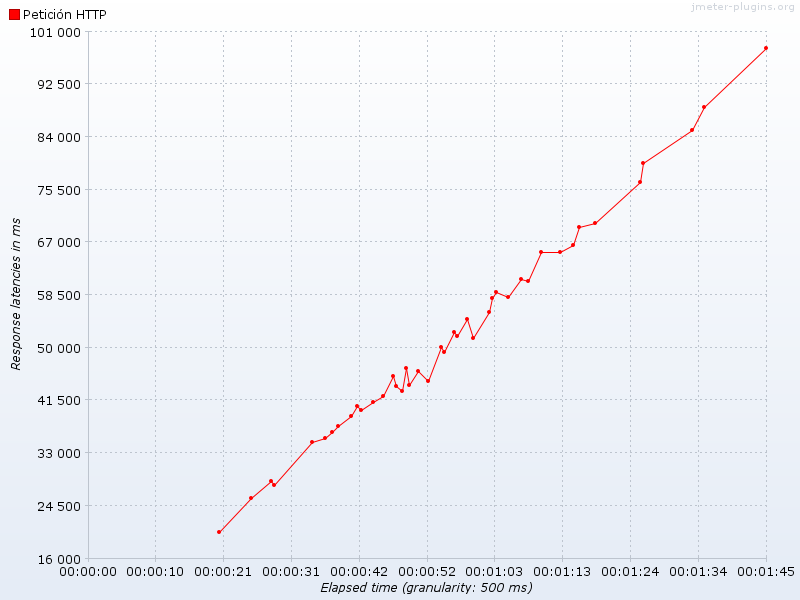 jmeter-plugins.org
Petición HTTP
101 000
92 500
84 000
75 500
67 000
58 500
50 000
41 500
33 000
24 500
16 000
Response latencies in ms
00:00:00 00:00:10 00:00:21 00:00:31 00:00:42 00:00:52 00:01:03 00:01:13 00:01:24 00:01:34 00:01:45
Elapsed time (granularity: 500 ms)